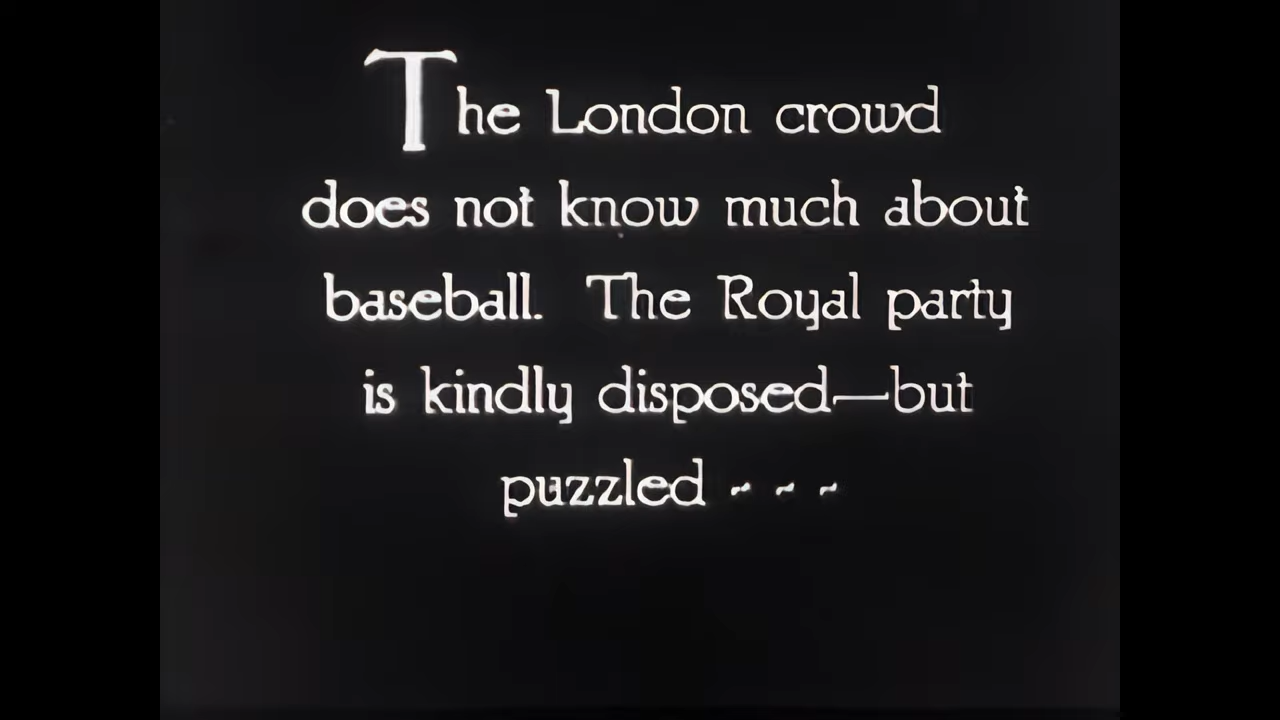 The London crowd
does not know much about
baseball. The Royal party
is kindly disposed—but
puzzled - - -